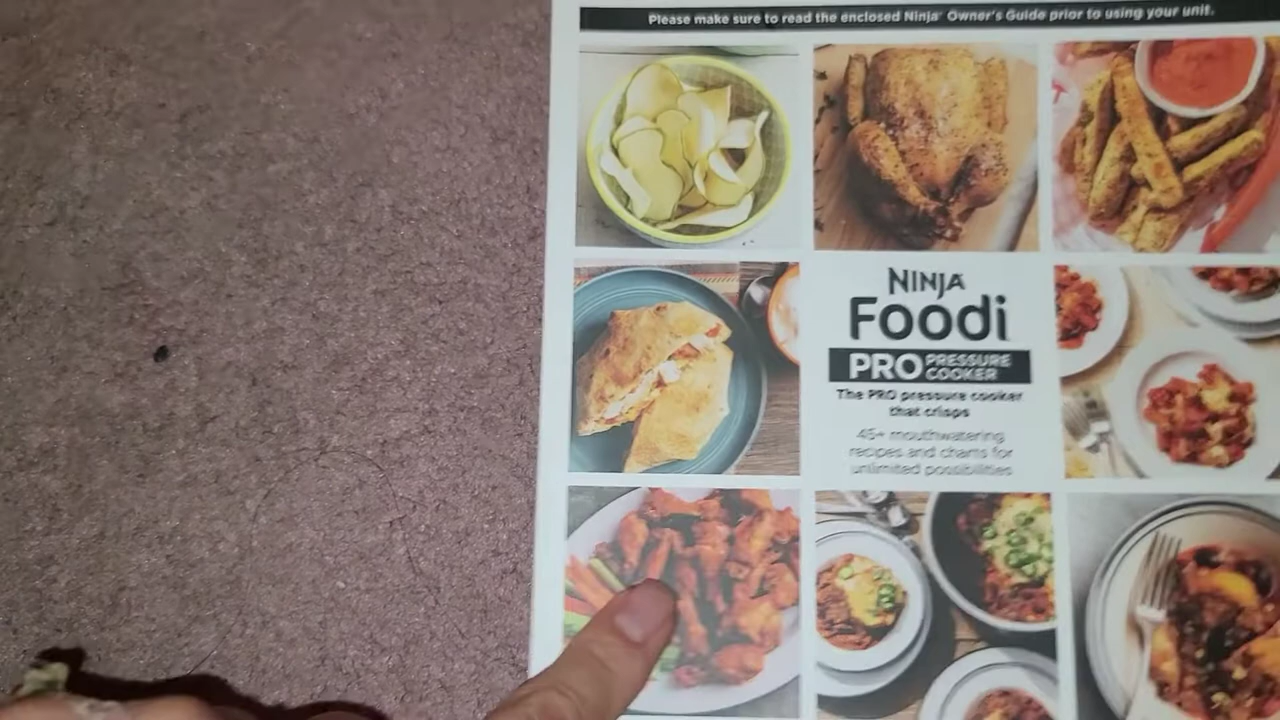 Please make sure to read the enclosed Ninja® Owner's Guide prior to using your unit.
NINJA
Foodi
PRO PRESSURE COOKER
The PRO pressure cooker
that crisps
45+ mouthwatering
recipes and charts for
unlimited possibilities